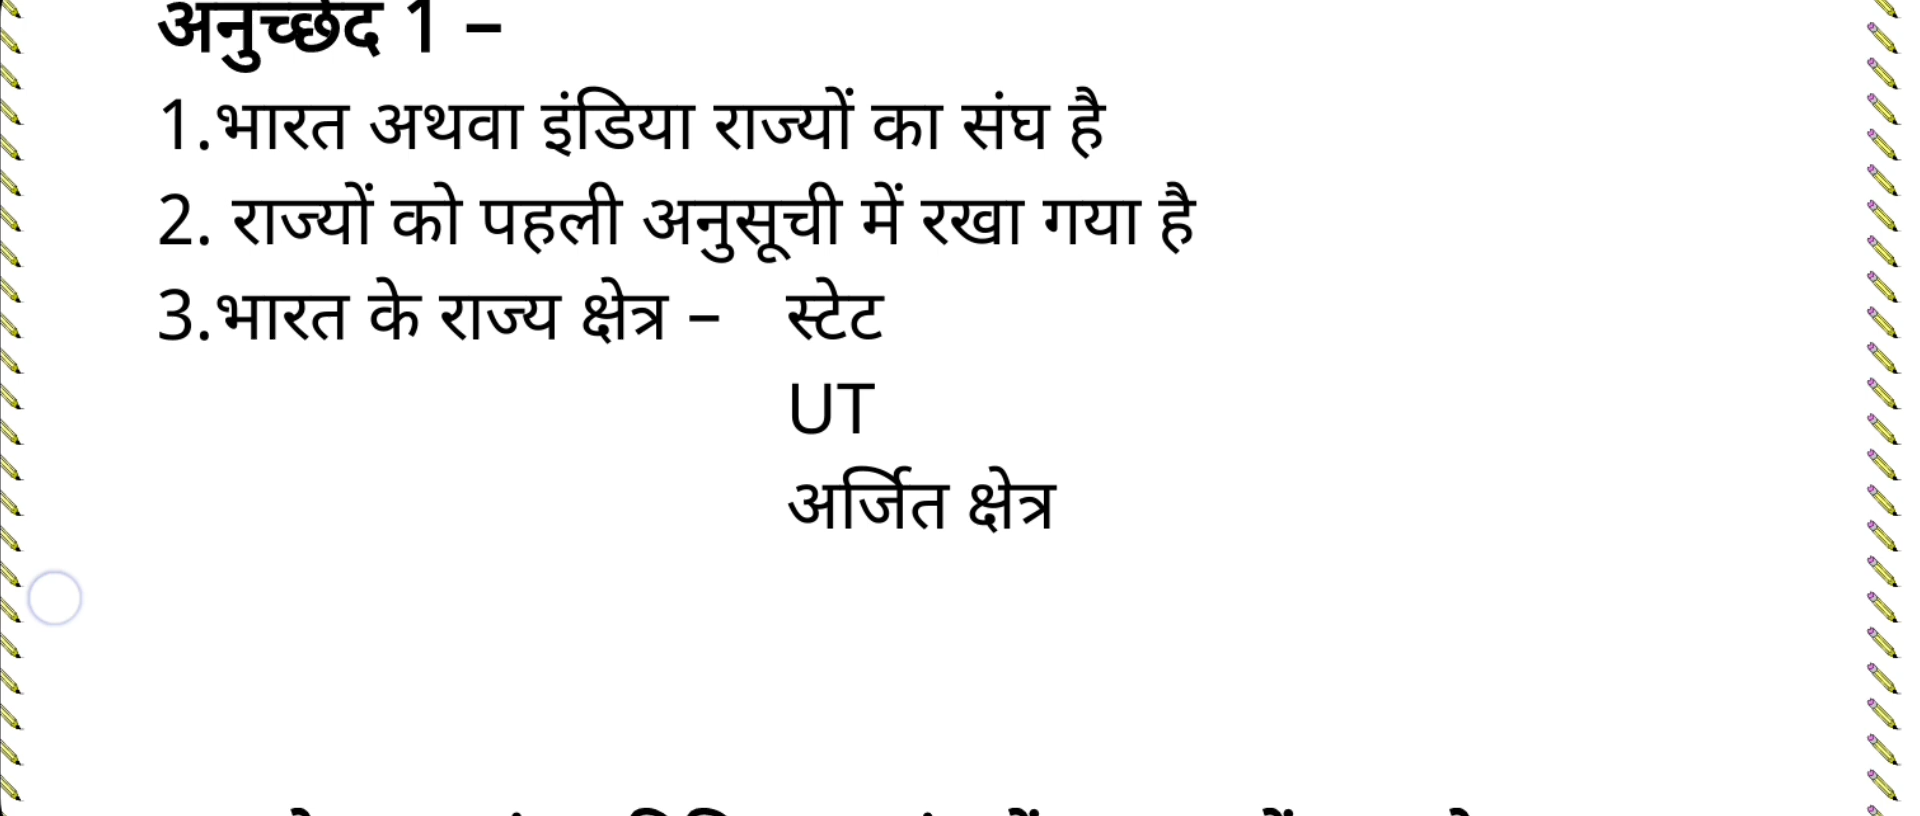 अनुच्छेद 1 –
1.भारत अथवा इंडिया राज्यों का संघ है
2. राज्यों को पहली अनुसूची में रखा गया है
3.भारत के राज्य क्षेत्र – स्टेट
UT
अर्जित क्षेत्र